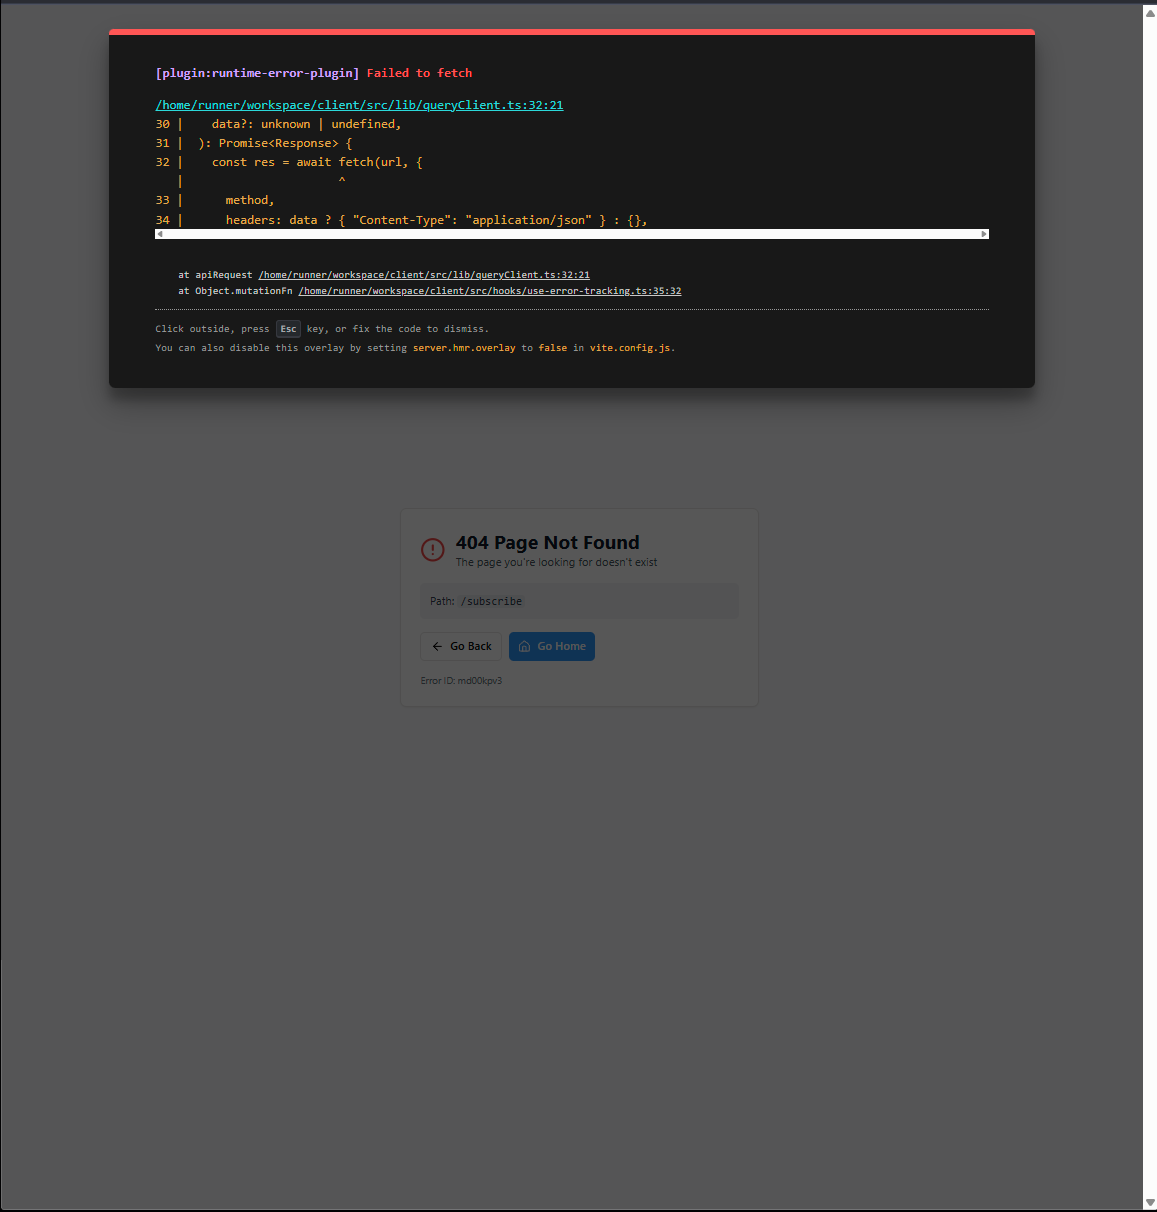 [plugin:runtime-error-plugin] Failed to fetch
/home/runner/workspace/client/src/lib/queryClient.ts:32:21
30 |    data?: unknown | undefined,
31 |  ): Promise<Response> {
32 |    const res = await fetch(url, {
   |                      ^
33 |      method,
34 |      headers: data ? { "Content-Type": "application/json" } : {},
at apiRequest /home/runner/workspace/client/src/lib/queryClient.ts:32:21
at Object.mutationFn /home/runner/workspace/client/src/hooks/use-error-tracking.ts:35:32
Click outside, press Esc key, or fix the code to dismiss.
You can also disable this overlay by setting server.hmr.overlay to false in vite.config.js.
404 Page Not Found
The page you're looking for doesn't exist
Path: /subscribe
Go Back
Go Home
Error ID: md00kpv3